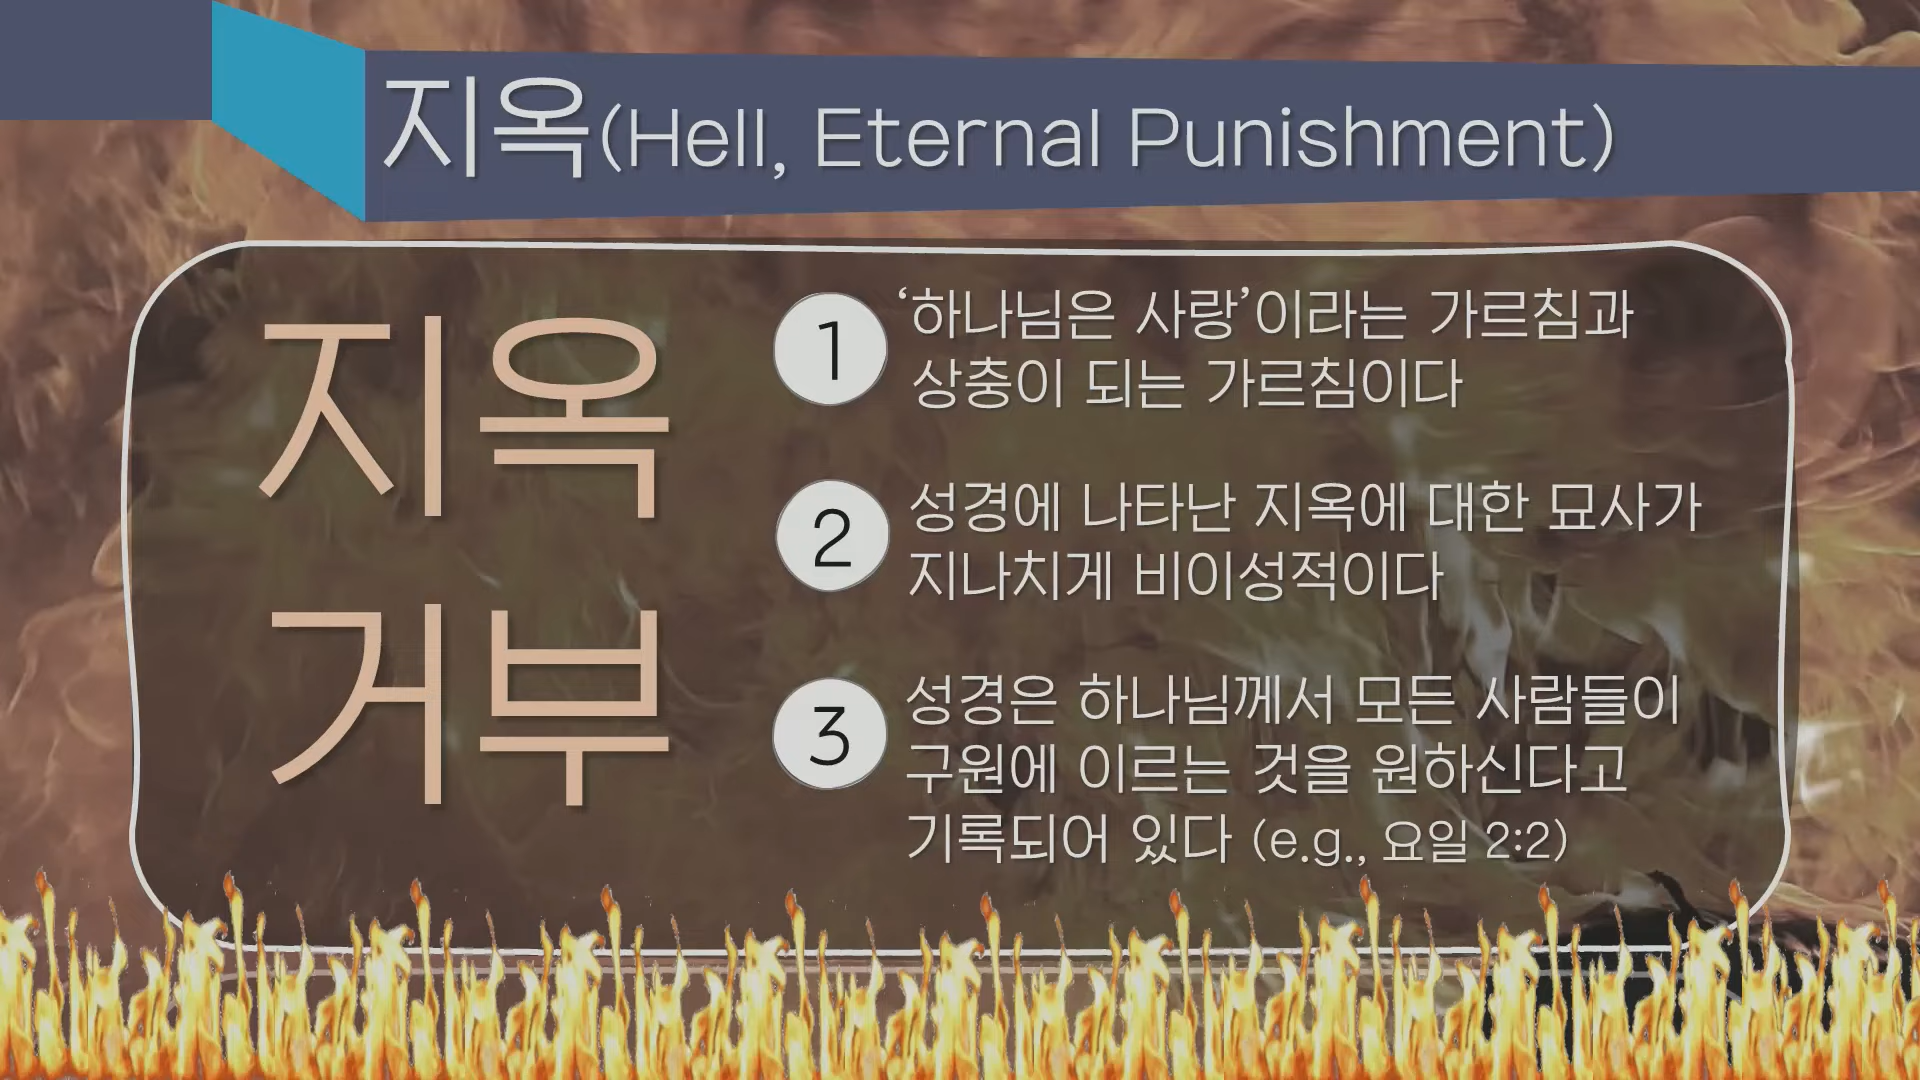 지옥(Hell, Eternal Punishment)
지옥
거부
1 ‘하나님은 사랑’이라는 가르침과
상충이 되는 가르침이다
2 성경에 나타난 지옥에 대한 묘사가
지나치게 비이성적이다
3 성경은 하나님께서 모든 사람들이
구원에 이르는 것을 원하신다고
기록되어 있다 (e.g., 요일 2:2)